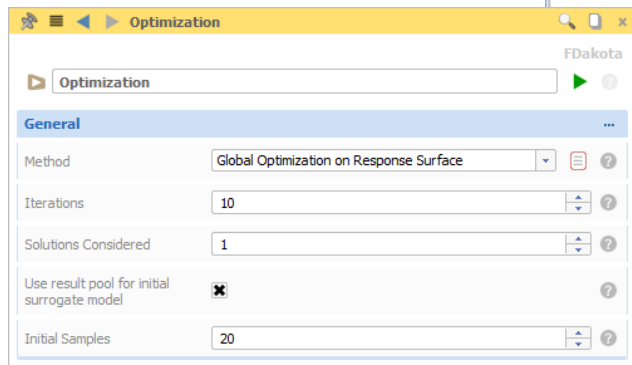 Optimization
FDakota
Optimization
General
...
Method
Global Optimization on Response Surface
Iterations
10
Solutions Considered
1
Use result pool for initial
surrogate model
Initial Samples
20